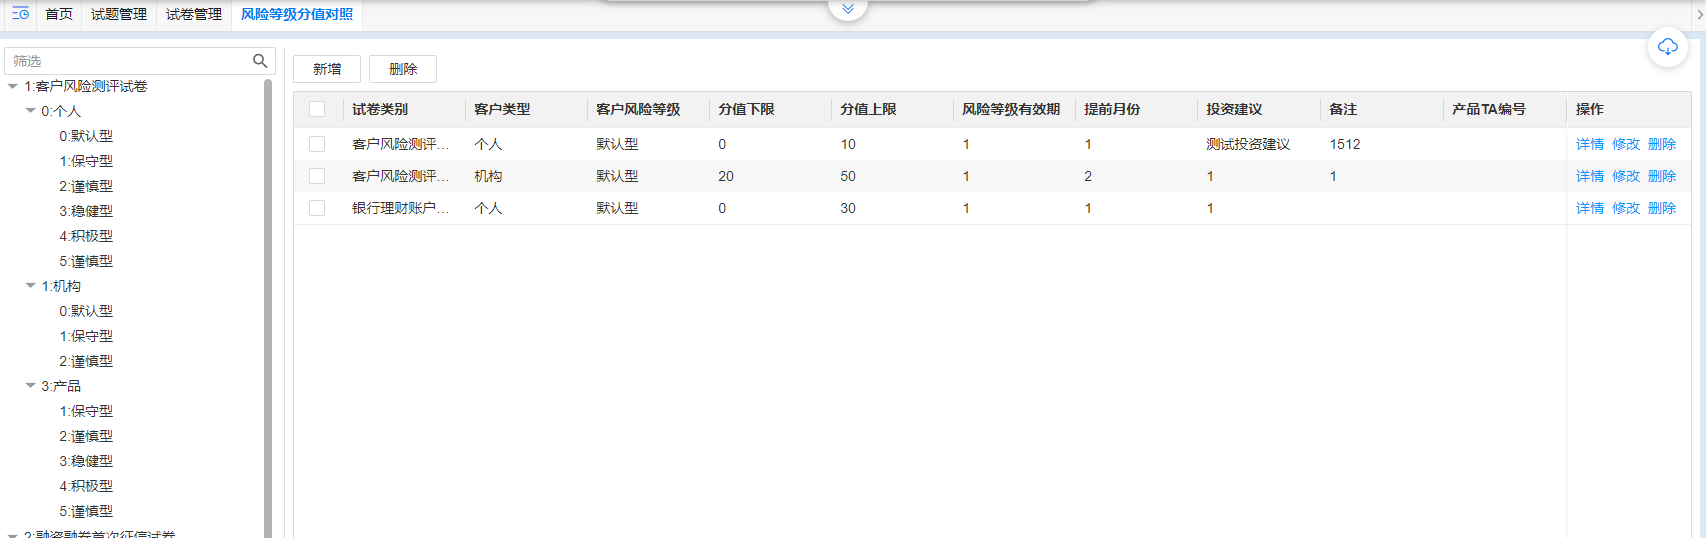 首页 试题管理 试卷管理 风险等级分值对照
筛选
1:客户风险测评试卷
0:个人
0:默认型
1:保守型
2:谨慎型
3:稳健型
4:积极型
5:谨慎型
1:机构
0:默认型
1:保守型
2:谨慎型
3:产品
1:保守型
2:谨慎型
3:稳健型
4:积极型
5:谨慎型
2:融资融券首次征信试卷
新增 删除
试卷类别 客户类型 客户风险等级 分值下限 分值上限 风险等级有效期 提前月份 投资建议 备注 产品TA编号 操作
客户风险测评... 个人 默认型 0 10 1 1 测试投资建议 1512 详情 修改 删除
客户风险测评... 机构 默认型 20 50 1 2 1 1 详情 修改 删除
银行理财账户... 个人 默认型 0 30 1 1 1 详情 修改 删除